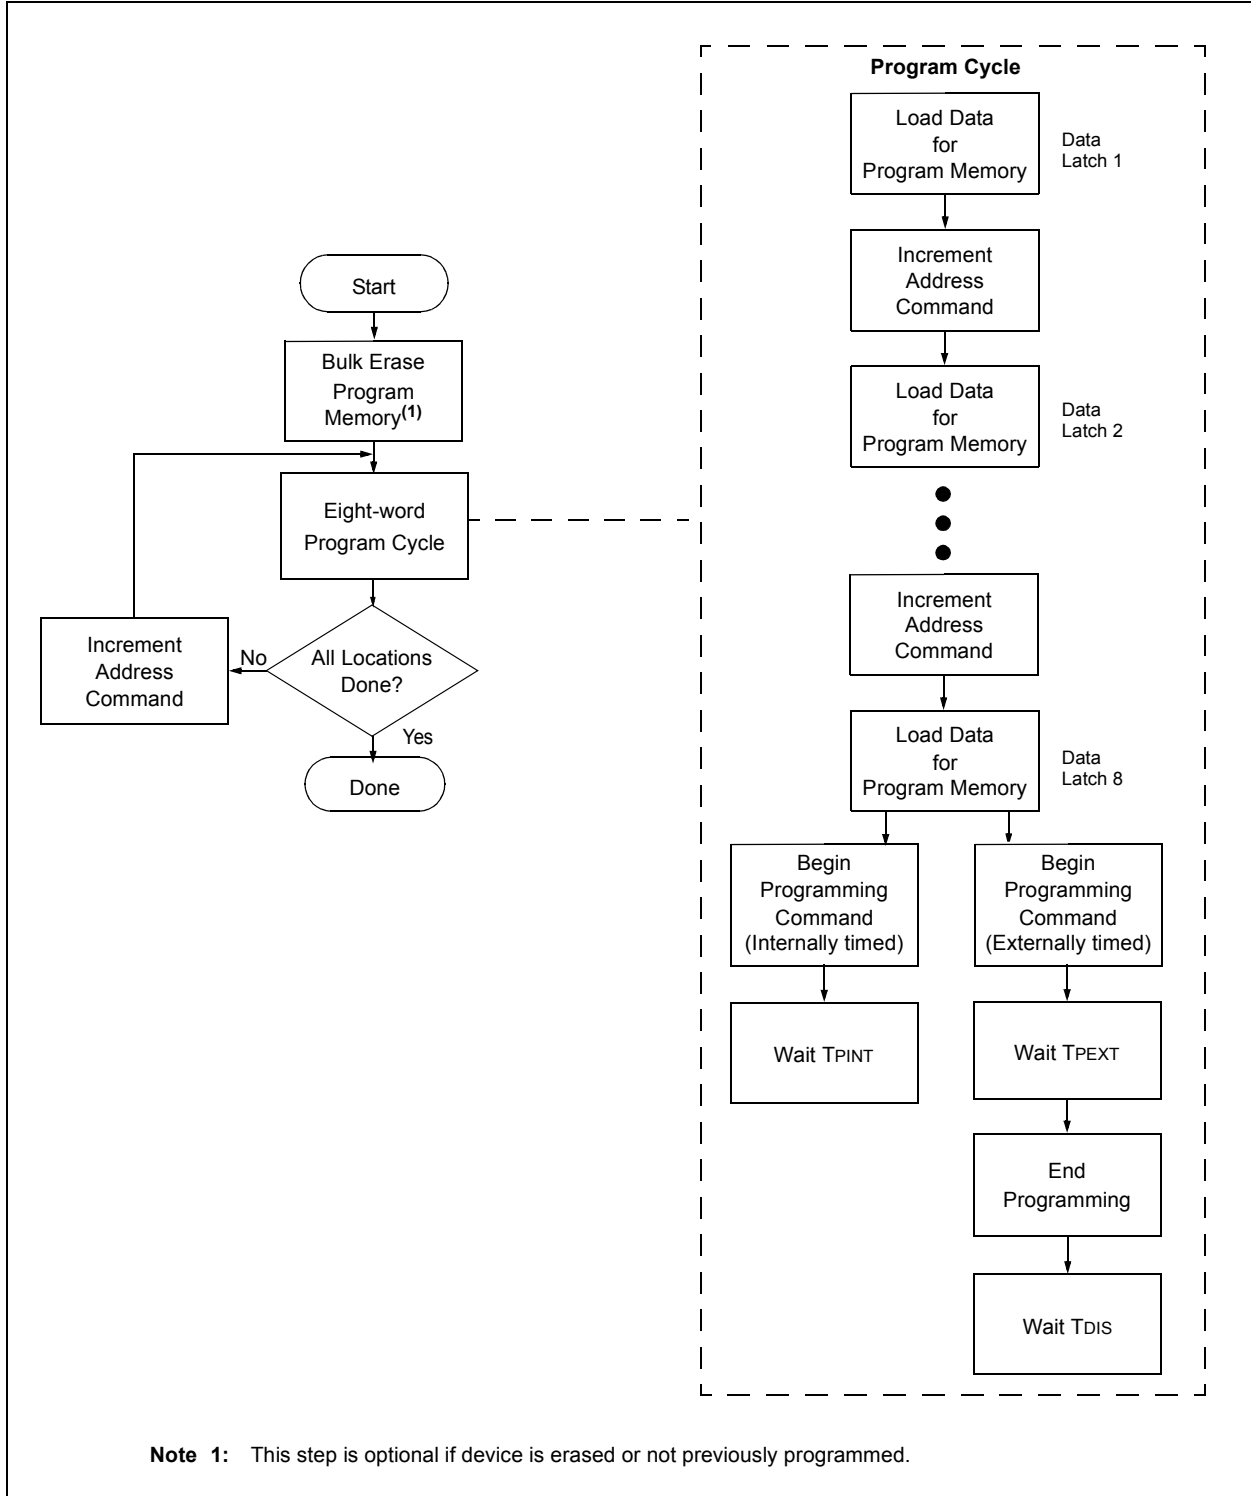 Start
Bulk Erase
Program
Memory(1)
Eight-word
Program Cycle
All Locations
Done?
No
Increment
Address
Command
Yes
Done
Program Cycle
Load Data
for
Program Memory
Data
Latch 1
Increment
Address
Command
Load Data
for
Program Memory
Data
Latch 2
Increment
Address
Command
Load Data
for
Program Memory
Data
Latch 8
Begin
Programming
Command
(Internally timed)
Wait TPINT
Begin
Programming
Command
(Externally timed)
Wait TPEXT
End
Programming
Wait TDIS
Note 1: This step is optional if device is erased or not previously programmed.